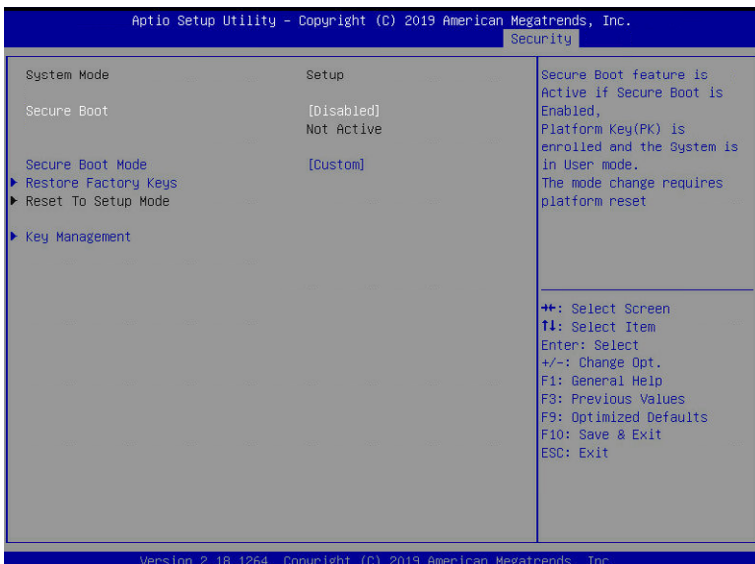 Aptio Setup Utility – Copyright (C) 2019 American Megatrends, Inc.
Security
System Mode Setup
Secure Boot [Disabled]
Not Active
Secure Boot Mode [Custom]
Restore Factory Keys
Reset To Setup Mode
Key Management
Secure Boot feature is
Active if Secure Boot is
Enabled,
Platform Key(PK) is
enrolled and the System is
in User mode.
The mode change requires
platform reset
→←: Select Screen
↑↓: Select Item
Enter: Select
+/-: Change Opt.
F1: General Help
F3: Previous Values
F9: Optimized Defaults
F10: Save & Exit
ESC: Exit
Version 2.18.1264. Copyright (C) 2019 American Megatrends, Inc.